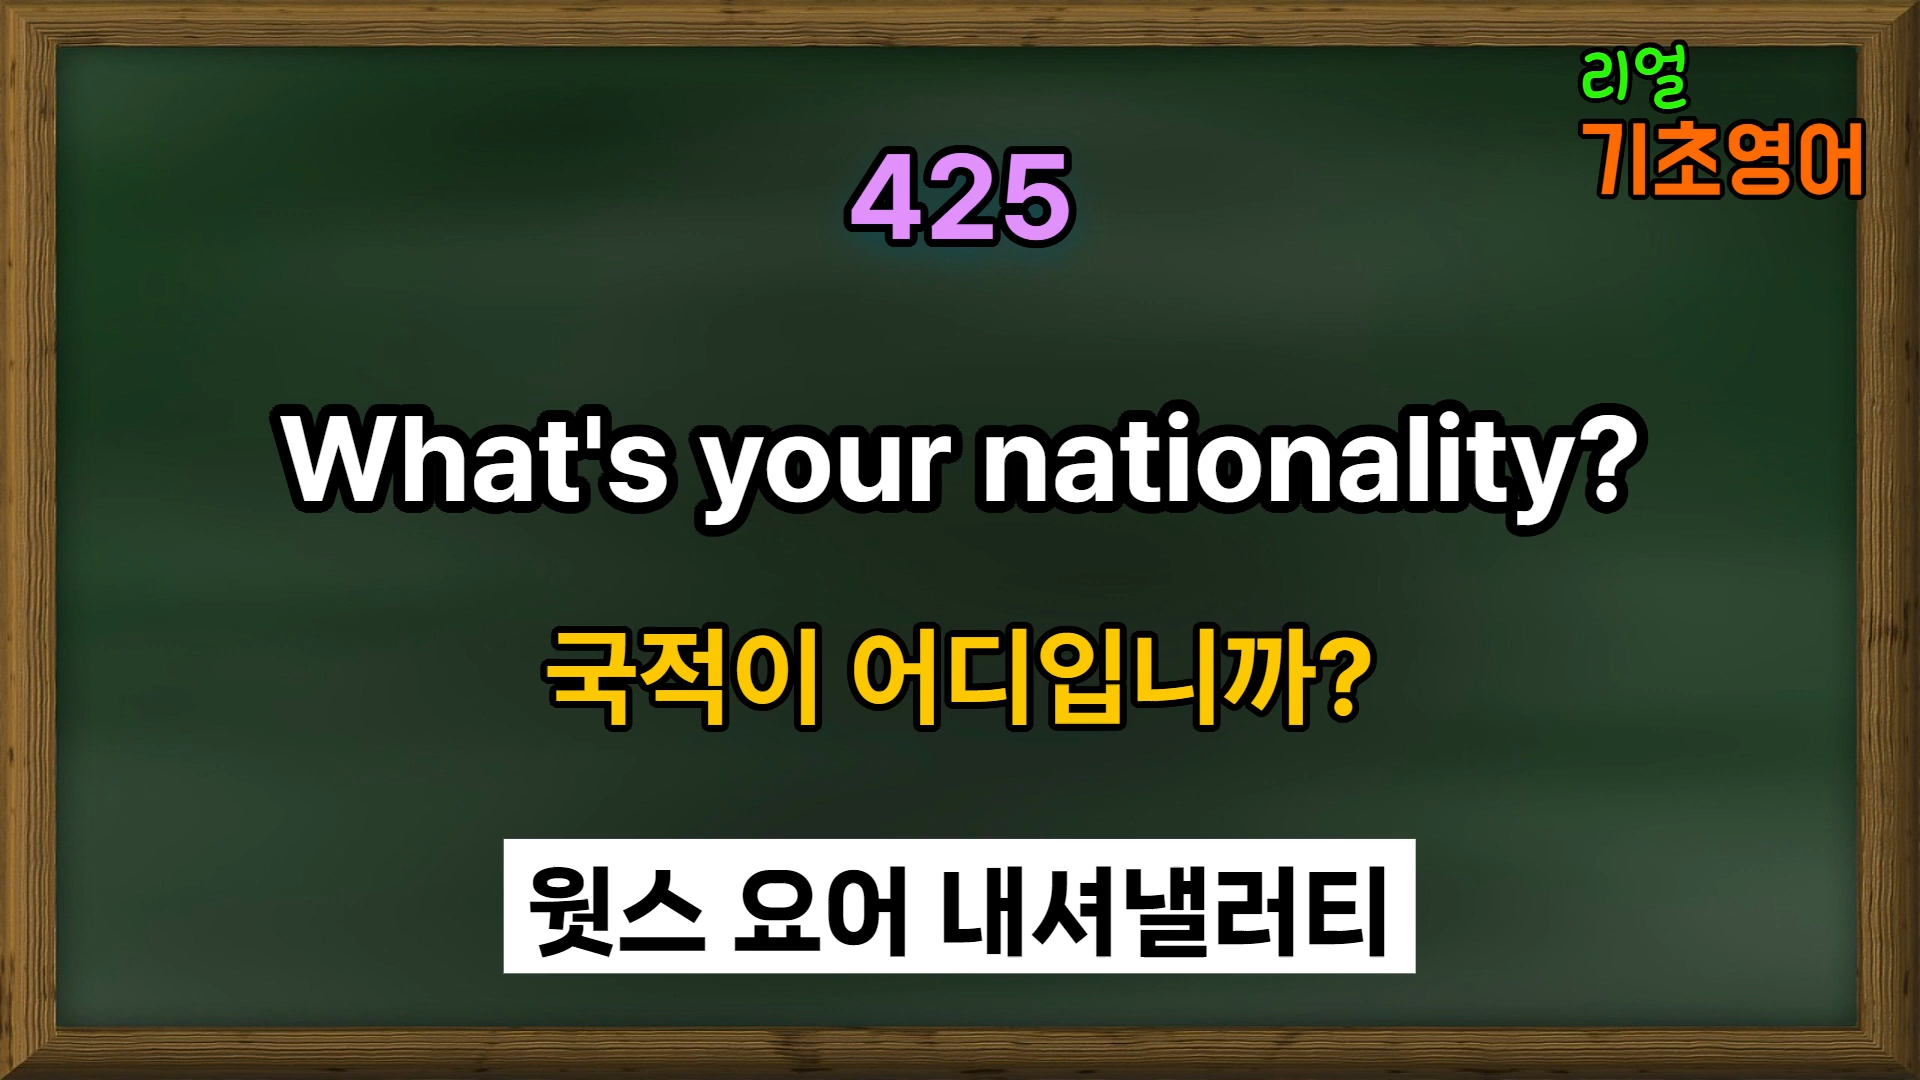 리얼
기초영어
425
What's your nationality?
국적이 어디입니까?
웟스 요어 내셔낼러티